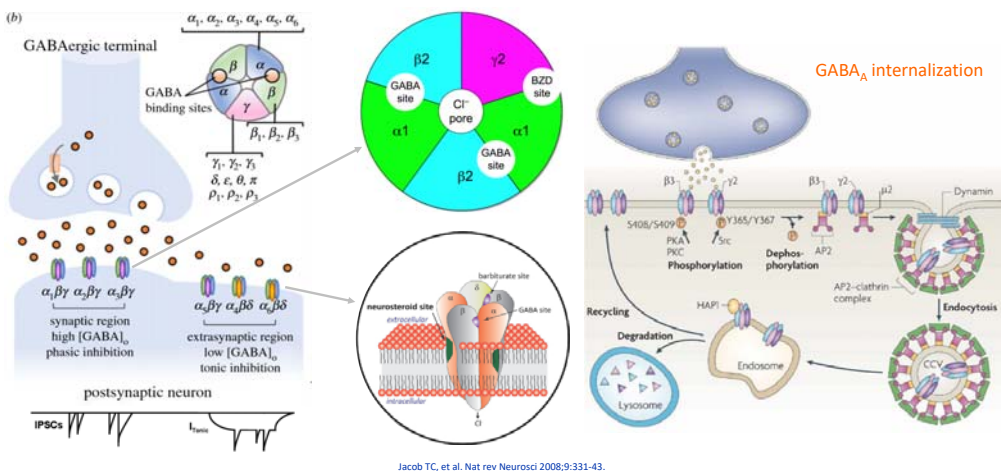 (b)
α1, α2, α3, α4, α5, α6
GABAergic terminal
β
α
GABA
binding sites
α
β
γ
β1, β2, β3
γ1, γ2, γ3
δ, ε, θ, π
ρ1, ρ2, ρ3
α1βγ α2βγ α3βγ
α5βγ α4βδ α6βδ
synaptic region
high [GABA]o
phasic inhibition
extrasynaptic region
low [GABA]o
tonic inhibition
postsynaptic neuron
IPSCs
ITonic
β2
γ2
GABA
site
BZD
site
Cl⁻
pore
α1
α1
GABA
site
β2
barbiturate site
neurosteroid site
δ
α
β
β
α
GABA site
extracellular
intracellular
Cl
GABAA internalization
β3
γ2
β3
γ2
μ2
Dynamin
S408/S409
P
P
Y365/Y367
PKA
PKC
Src
Phosphorylation
P
Dephos-
phorylation
AP2
AP2–clathrin
complex
Recycling
HAP1
Endocytosis
Degradation
Endosome
Lysosome
CCV
Jacob TC, et al. Nat rev Neurosci 2008;9:331-43.